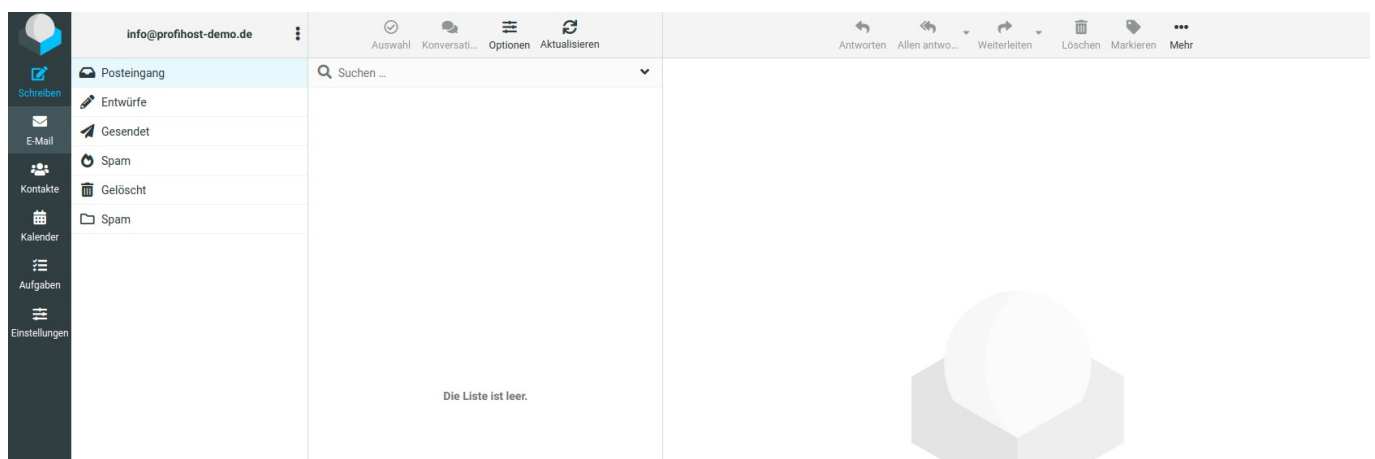 info@profihost-demo.de
Auswahl Konversati... Optionen Aktualisieren
Antworten Allen antwo... Weiterleiten Löschen Markieren Mehr
Schreiben
E-Mail
Kontakte
Kalender
Aufgaben
Einstellungen
Posteingang
Entwürfe
Gesendet
Spam
Gelöscht
Spam
Suchen ...
Die Liste ist leer.